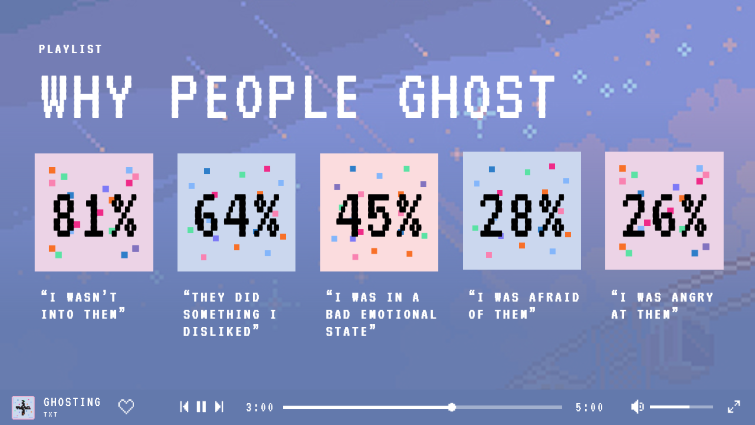 PLAYLIST
WHY PEOPLE GHOST
81%
64%
45%
28%
26%
“I WASN’T
INTO THEM”
“THEY DID
SOMETHING I
DISLIKED”
“I WAS IN A
BAD EMOTIONAL
STATE”
“I WAS AFRAID
OF THEM”
“I WAS ANGRY
AT THEM”
GHOSTING
TXT
3:00
5:00